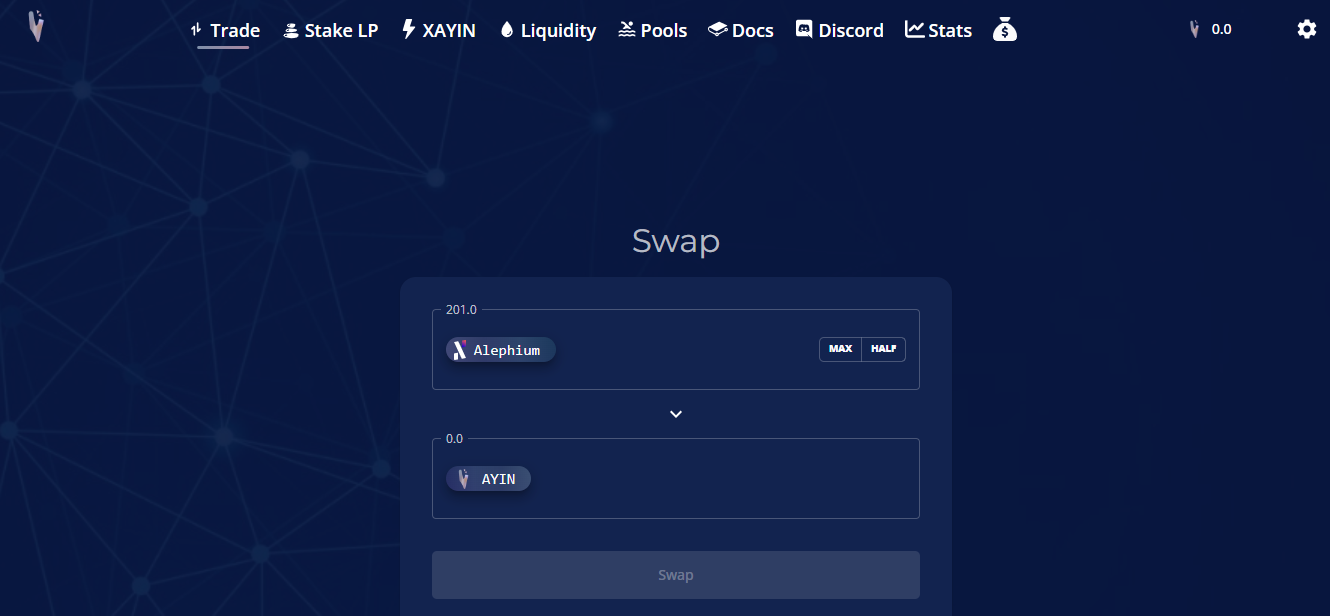 Trade Stake LP XAYIN Liquidity Pools Docs Discord Stats $ 0.0
Swap
201.0
Alephium MAX HALF
0.0
AYIN
Swap